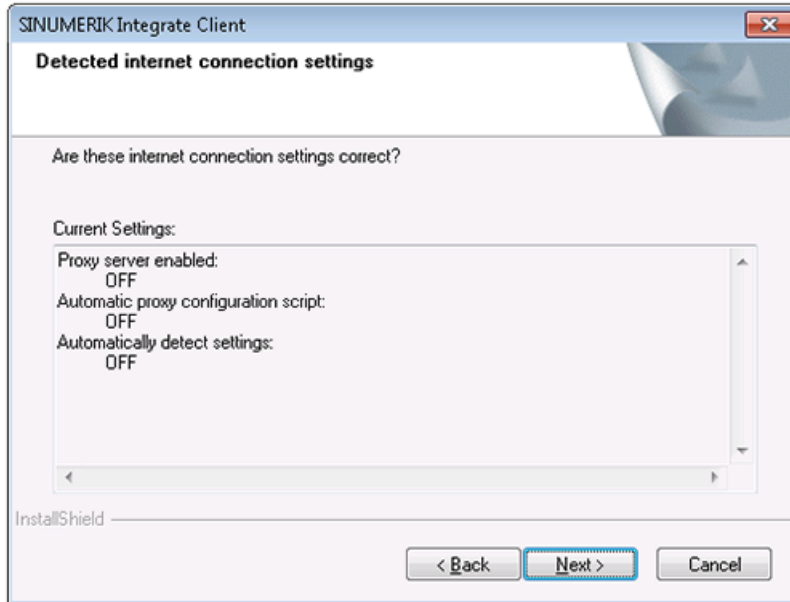 SINUMERIK Integrate Client
Detected internet connection settings
Are these internet connection settings correct?
Current Settings:
Proxy server enabled:
OFF
Automatic proxy configuration script:
OFF
Automatically detect settings:
OFF
InstallShield
< Back Next > Cancel